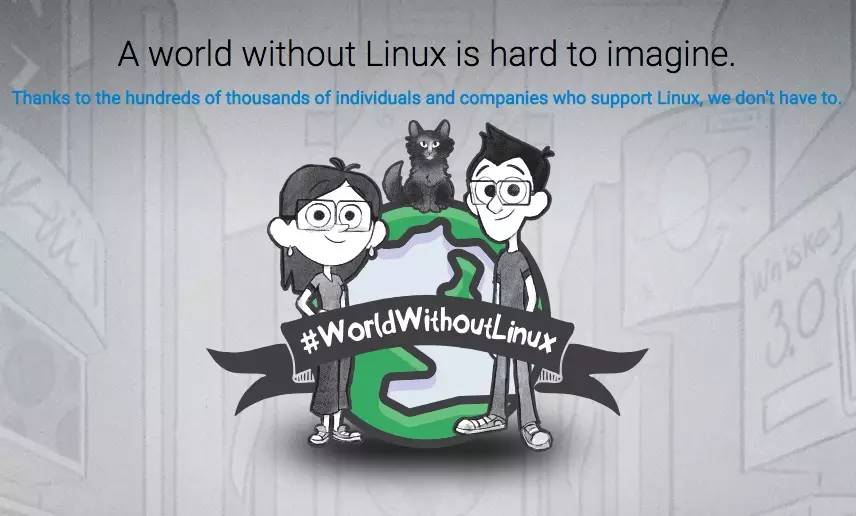 A world without Linux is hard to imagine.
Thanks to the hundreds of thousands of individuals and companies who support Linux, we don't have to.
#WorldWithoutLinux
Whiskey
3.0